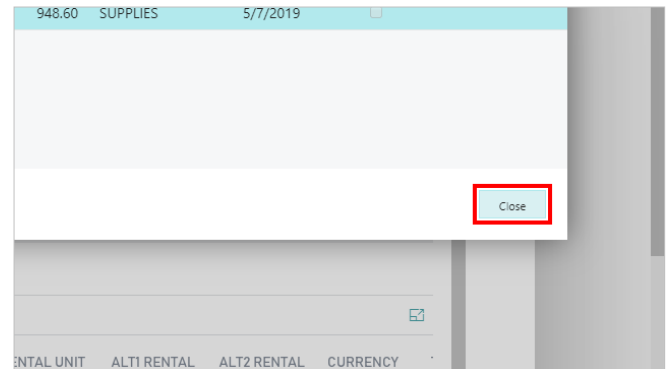 948.60 SUPPLIES 5/7/2019
Close
ENTAL UNIT ALT1 RENTAL ALT2 RENTAL CURRENCY